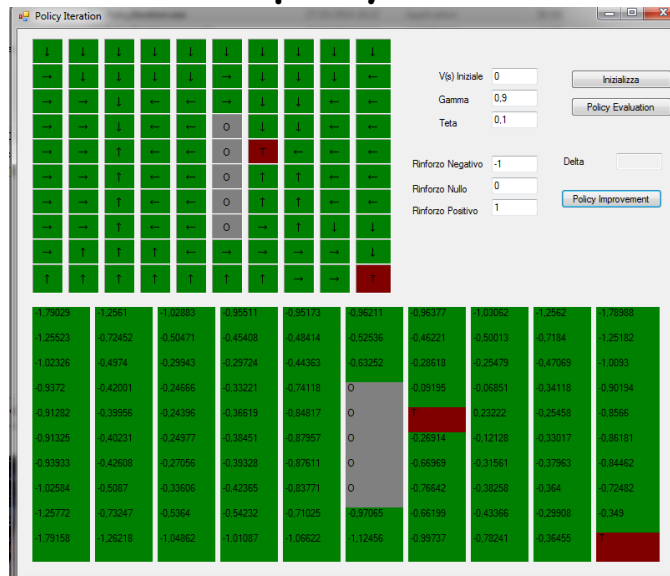 Policy Iteration
↓ ↓ ↓ ↓ ↓ ↓ ↓ ↓ ↓ ↓
→ ↓ ↓ ↓ ↓ → ↓ ↓ ↓ ←
→ → ↓ ← ← → ↓ ↓ ← ←
→ → ↓ ← ← O ↓ ↓ ← ←
→ → ↑ ← ← O T ← ← ←
→ → ↑ ← ← O ↑ ↑ ← ←
→ → ↑ ← ← O ↑ ↑ ↑ ←
→ → ↑ ← ← O → ↑ ↓ ↓
→ ↑ ↑ ↑ ← → → → → ↓
↑ ↑ ↑ ↑ ↑ ↑ ↑ → → T
V(s) Iniziale 0
Inizializza
Gamma 0,9
Policy Evaluation
Teta 0,1
Rinforzo Negativo -1
Delta
Rinforzo Nullo 0
Policy Improvement
Rinforzo Positivo 1
-1,79029 -1,2561 -1,02883 -0,95511 -0,95173 -0,96211 -0,96377 -1,03062 -1,2562 -1,78988
-1,25523 -0,72452 -0,50471 -0,45408 -0,48414 -0,52536 -0,46221 -0,50013 -0,7184 -1,25182
-1,02326 -0,4974 -0,29943 -0,29724 -0,44363 -0,63252 -0,28618 -0,25479 -0,47069 -1,0093
-0,9372 -0,42001 -0,24666 -0,33221 -0,74118 O -0,09195 -0,06851 -0,34118 -0,90194
-0,91282 -0,39956 -0,24396 -0,36619 -0,84817 O T 0,23222 -0,25458 -0,8566
-0,91325 -0,40231 -0,24977 -0,38451 -0,87957 O -0,26914 -0,12128 -0,33017 -0,86181
-0,93933 -0,42608 -0,27056 -0,39328 -0,87611 O -0,66969 -0,31561 -0,37963 -0,84462
-1,02584 -0,5087 -0,33606 -0,42365 -0,83771 O -0,76642 -0,38258 -0,364 -0,72482
-1,25772 -0,73247 -0,5364 -0,54232 -0,71025 -0,97065 -0,66199 -0,43366 -0,29908 -0,349
-1,79158 -1,26218 -1,04862 -1,01087 -1,06622 -1,12456 -0,99737 -0,78241 -0,36455 T